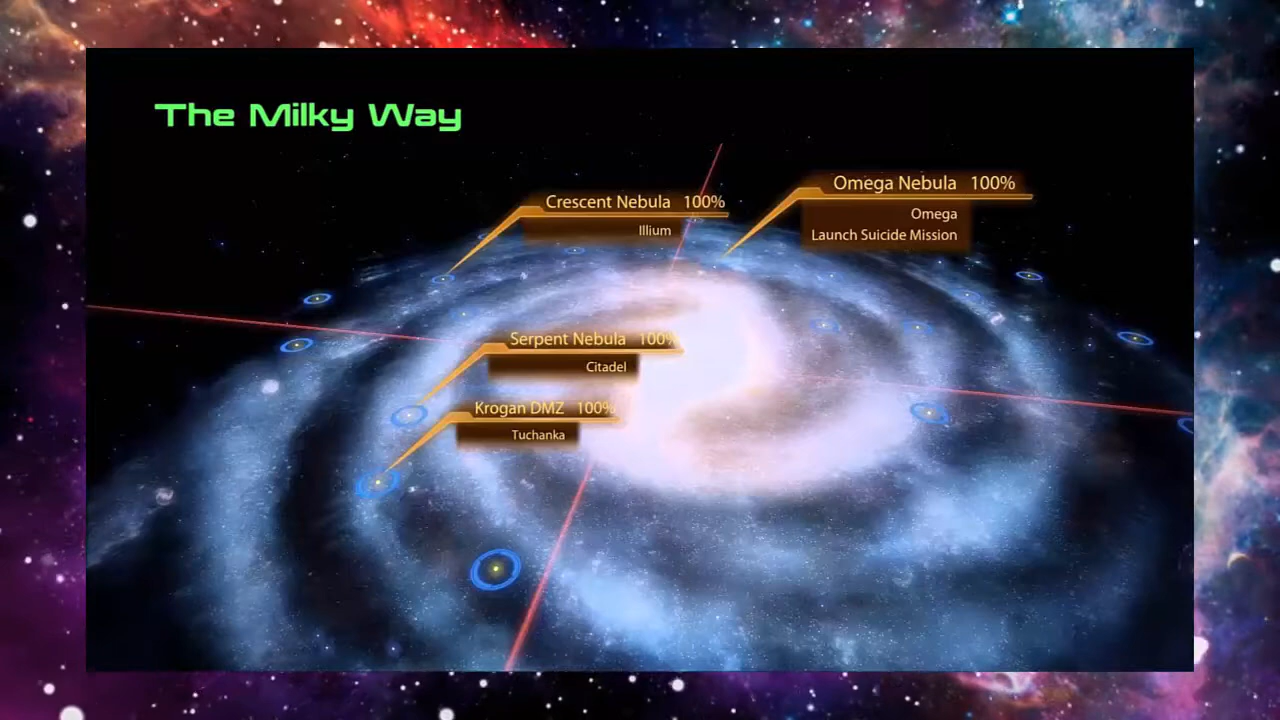 The Milky Way
Omega Nebula 100%
Omega
Launch Suicide Mission
Crescent Nebula 100%
Illium
Serpent Nebula 100%
Citadel
Krogan DMZ 100%
Tuchanka